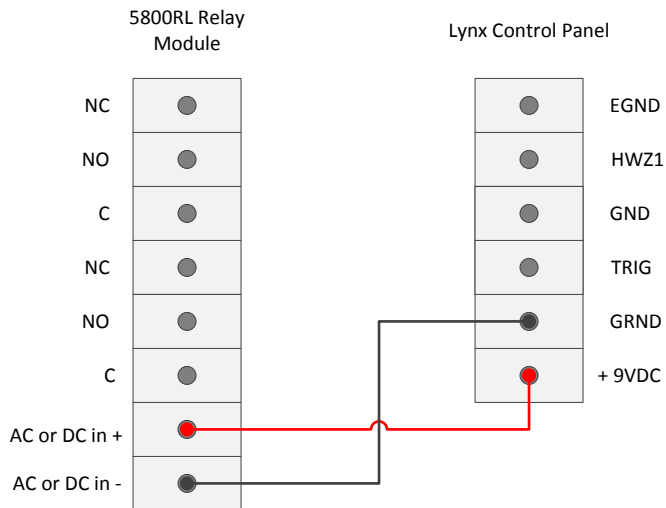 5800RL Relay
Module
Lynx Control Panel
NC
NO
C
NC
NO
C
AC or DC in +
AC or DC in -
EGND
HWZ1
GND
TRIG
GRND
+ 9VDC